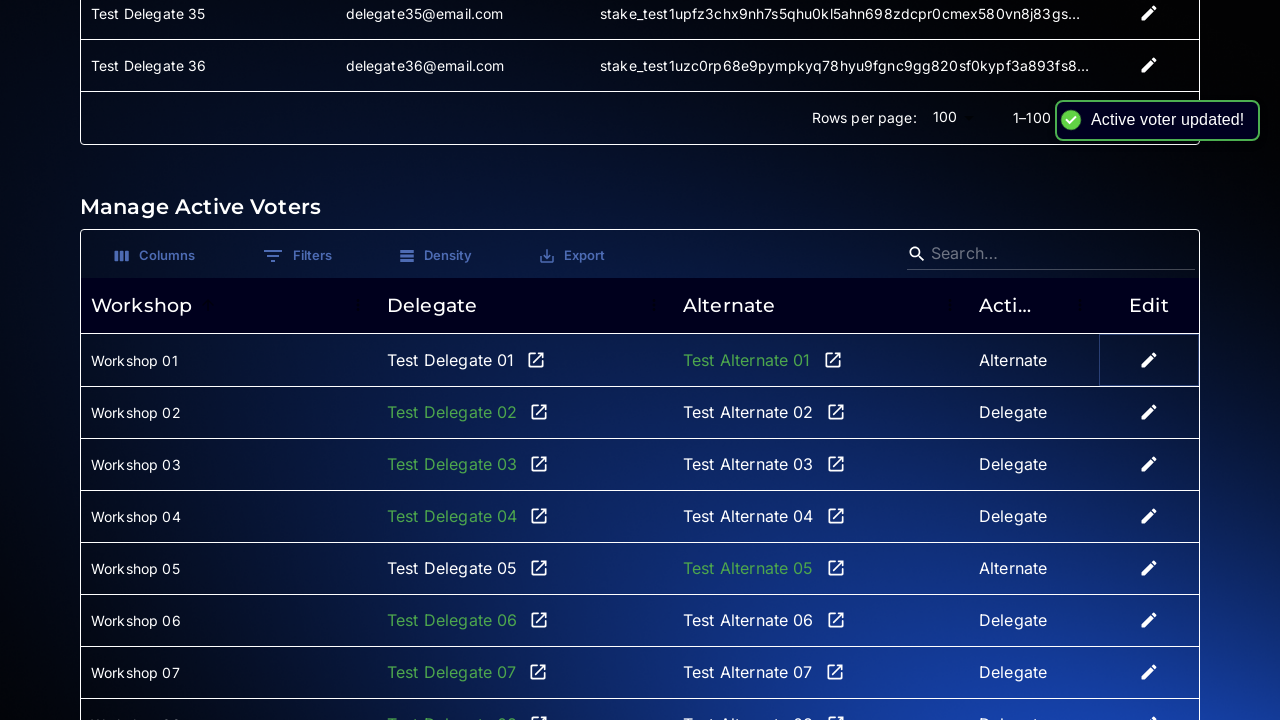 Test Delegate 35 delegate35@email.com stake_test1upfz3chx9nh7s5qhu0kl5ahn698zdcpr0cmex580vn8j83gs...
Test Delegate 36 delegate36@email.com stake_test1uzc0rp68e9pympkyq78hyu9fgnc9gg820sf0kypf3a893fs8...
Rows per page: 100 1–100
Active voter updated!
Manage Active Voters
Columns Filters Density Export Search...
Workshop Delegate Alternate Acti... Edit
Workshop 01 Test Delegate 01 Test Alternate 01 Alternate
Workshop 02 Test Delegate 02 Test Alternate 02 Delegate
Workshop 03 Test Delegate 03 Test Alternate 03 Delegate
Workshop 04 Test Delegate 04 Test Alternate 04 Delegate
Workshop 05 Test Delegate 05 Test Alternate 05 Alternate
Workshop 06 Test Delegate 06 Test Alternate 06 Delegate
Workshop 07 Test Delegate 07 Test Alternate 07 Delegate